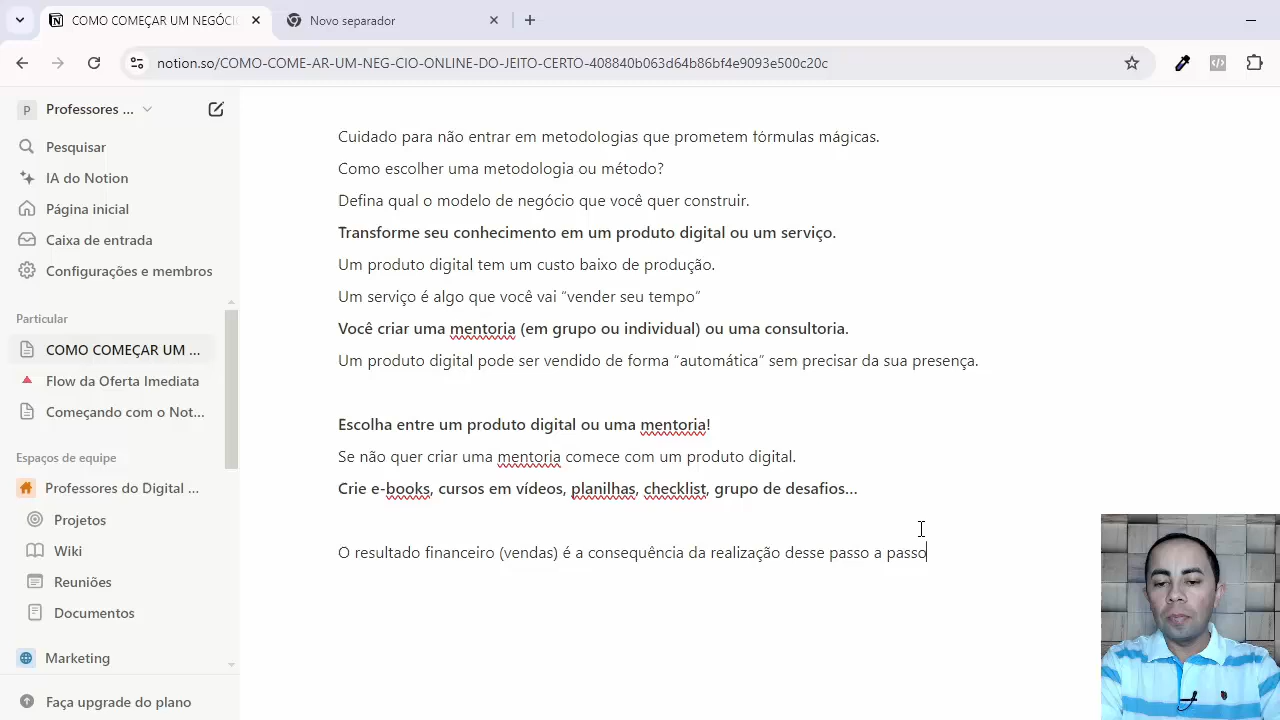 COMO COMEÇAR UM NEGÓCIO
Novo separador
notion.so/COMO-COME-AR-UM-NEG-CIO-ONLINE-DO-JEITO-CERTO-408840b063d64b86bf4e9093e500c20c
P Professores ...
Pesquisar
IA do Notion
Página inicial
Caixa de entrada
Configurações e membros
Particular
COMO COMEÇAR UM ...
Flow da Oferta Imediata
Começando com o Not...
Espaços de equipe
Professores do Digital ...
Projetos
Wiki
Reuniões
Documentos
Marketing
Faça upgrade do plano
Cuidado para não entrar em metodologias que prometem fórmulas mágicas.
Como escolher uma metodologia ou método?
Defina qual o modelo de negócio que você quer construir.
Transforme seu conhecimento em um produto digital ou um serviço.
Um produto digital tem um custo baixo de produção.
Um serviço é algo que você vai “vender seu tempo”
Você criar uma mentoria (em grupo ou individual) ou uma consultoria.
Um produto digital pode ser vendido de forma “automática” sem precisar da sua presença.
Escolha entre um produto digital ou uma mentoria!
Se não quer criar uma mentoria comece com um produto digital.
Crie e-books, cursos em vídeos, planilhas, checklist, grupo de desafios...
O resultado financeiro (vendas) é a consequência da realização desse passo a passo